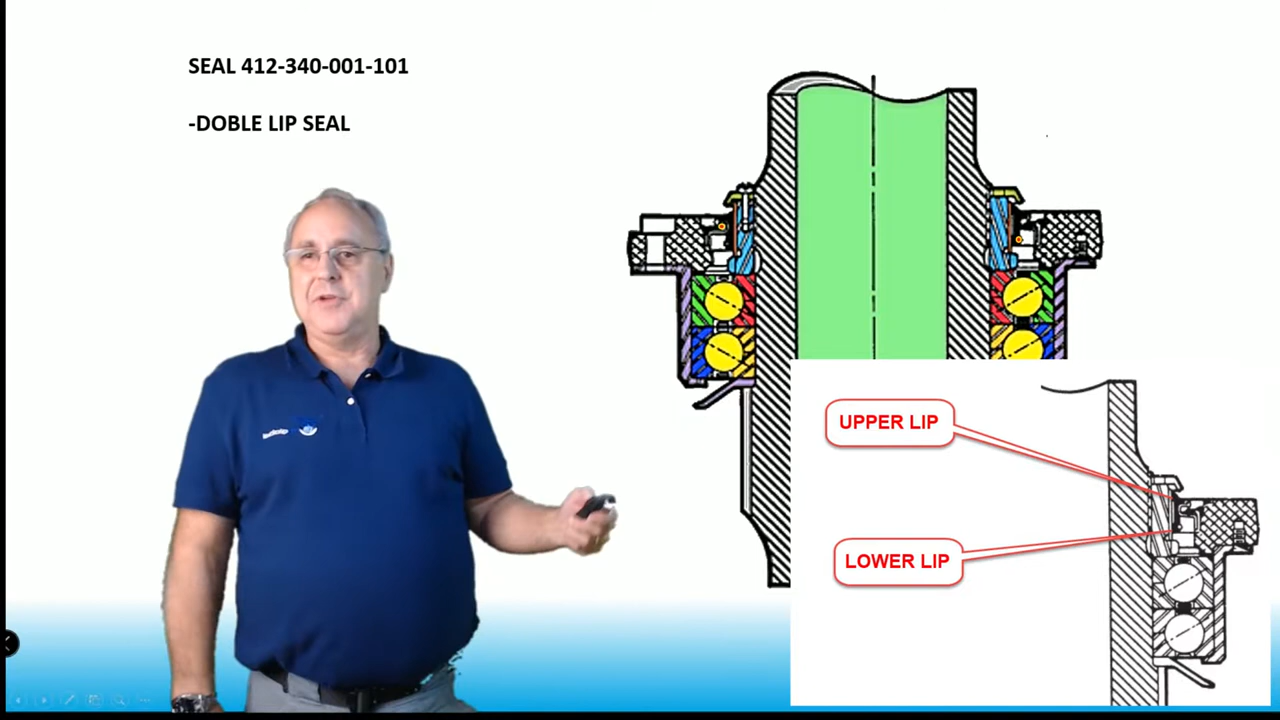 SEAL 412-340-001-101
-DOBLE LIP SEAL
UPPER LIP
LOWER LIP